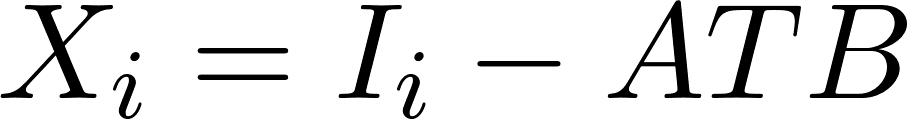 X_i = I_i − ATB